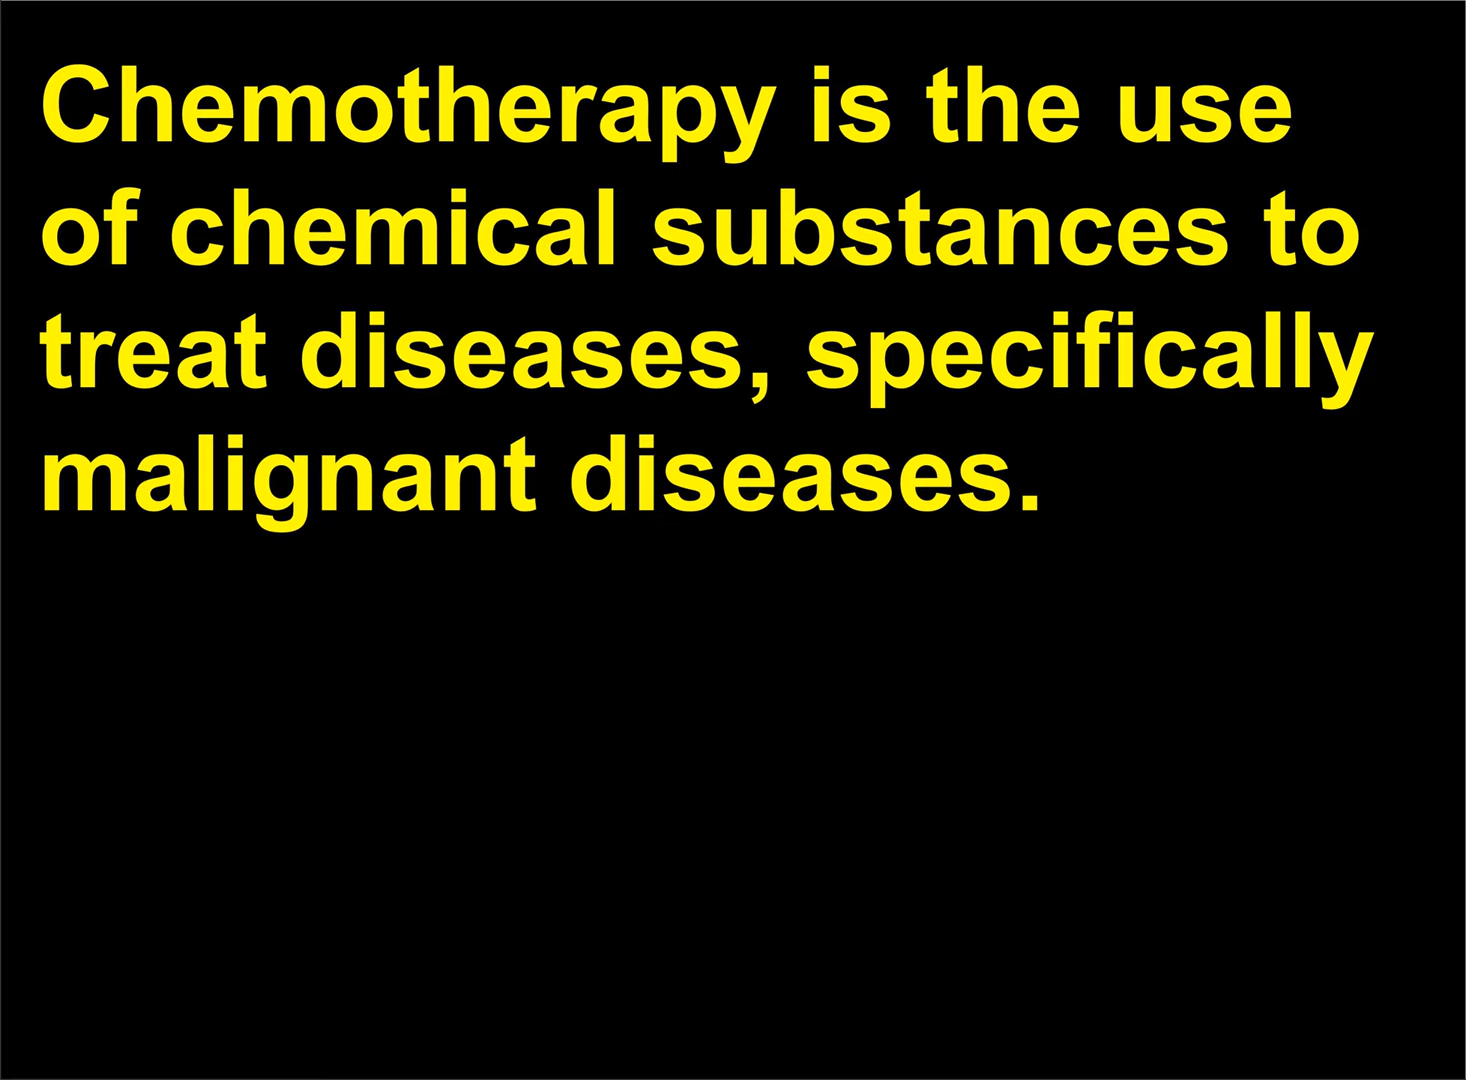 Chemotherapy is the use
of chemical substances to
treat diseases, specifically
malignant diseases.